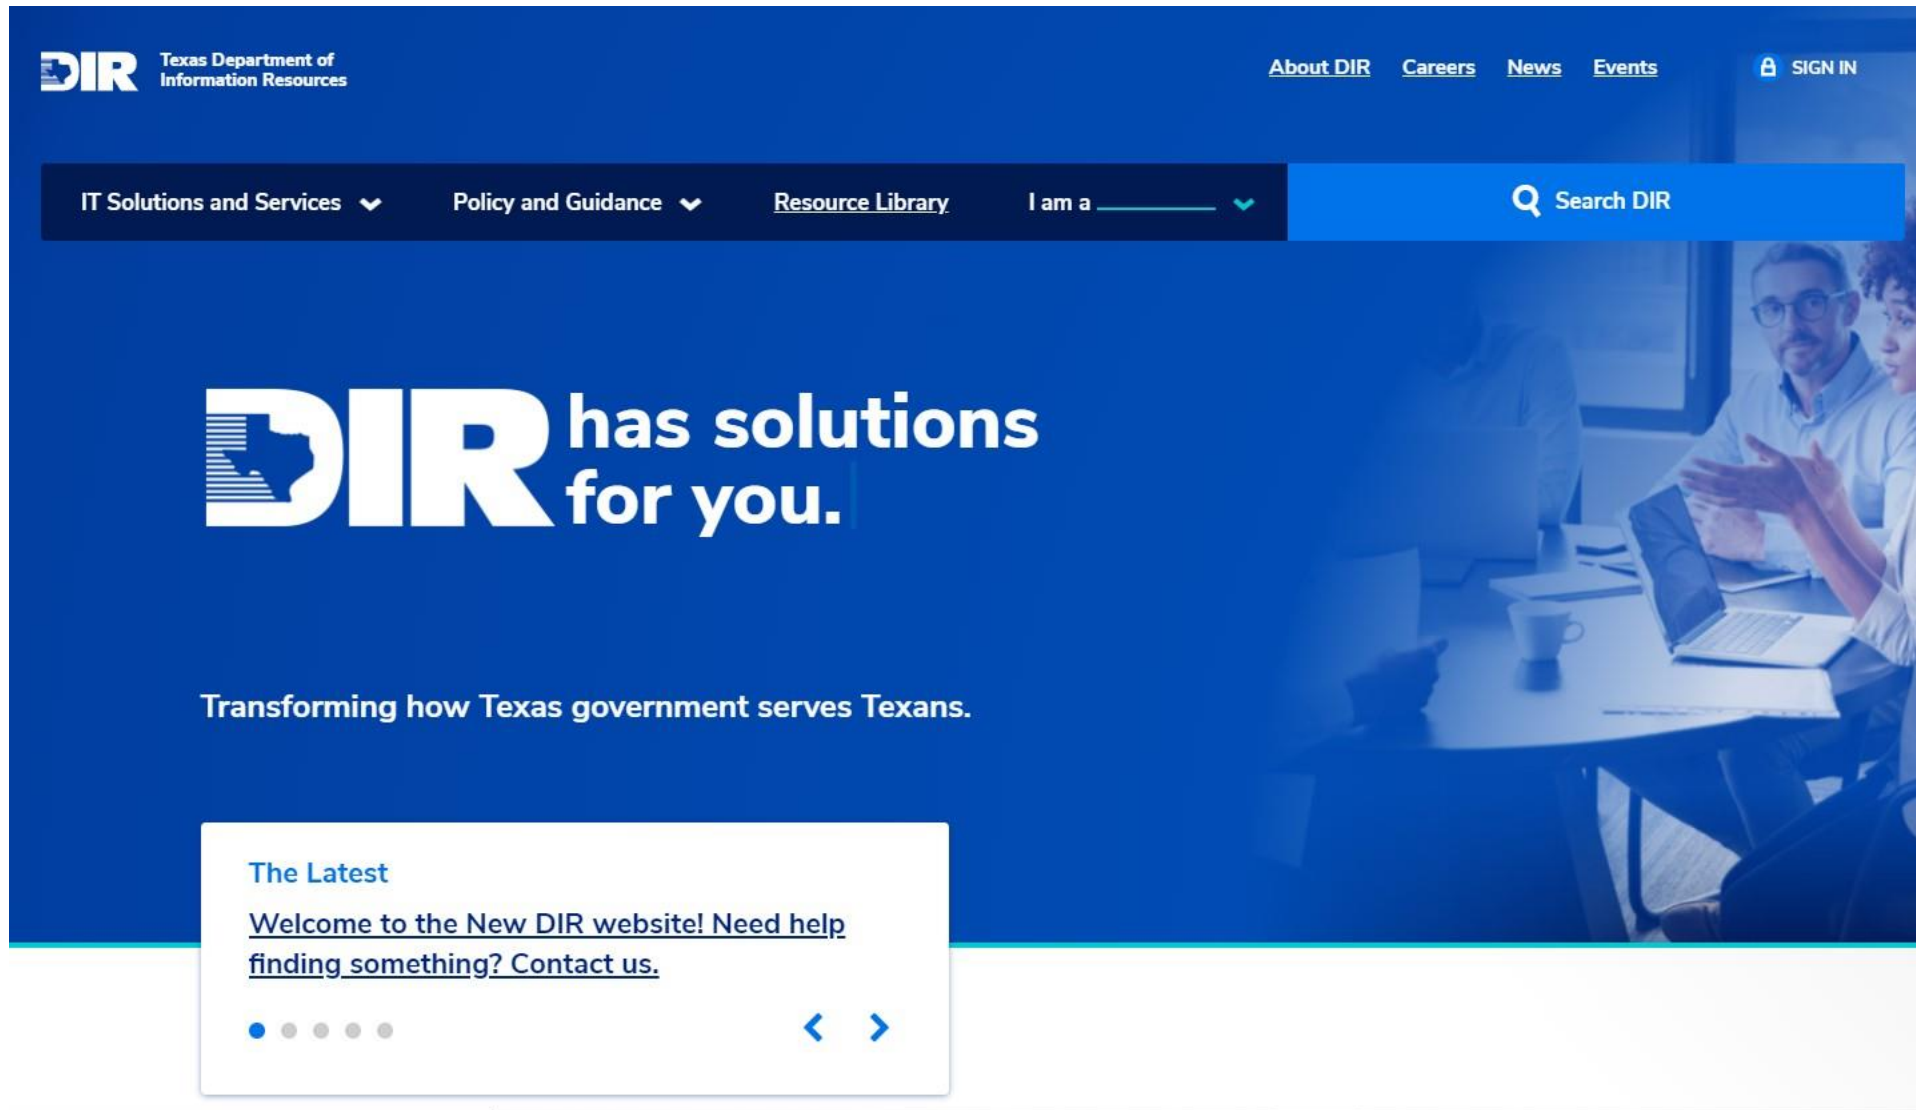 DIR
Texas Department of
Information Resources
About DIR Careers News Events SIGN IN
IT Solutions and Services Policy and Guidance Resource Library I am a Search DIR
DIR has solutions
for you.
Transforming how Texas government serves Texans.
The Latest
Welcome to the New DIR website! Need help
finding something? Contact us.